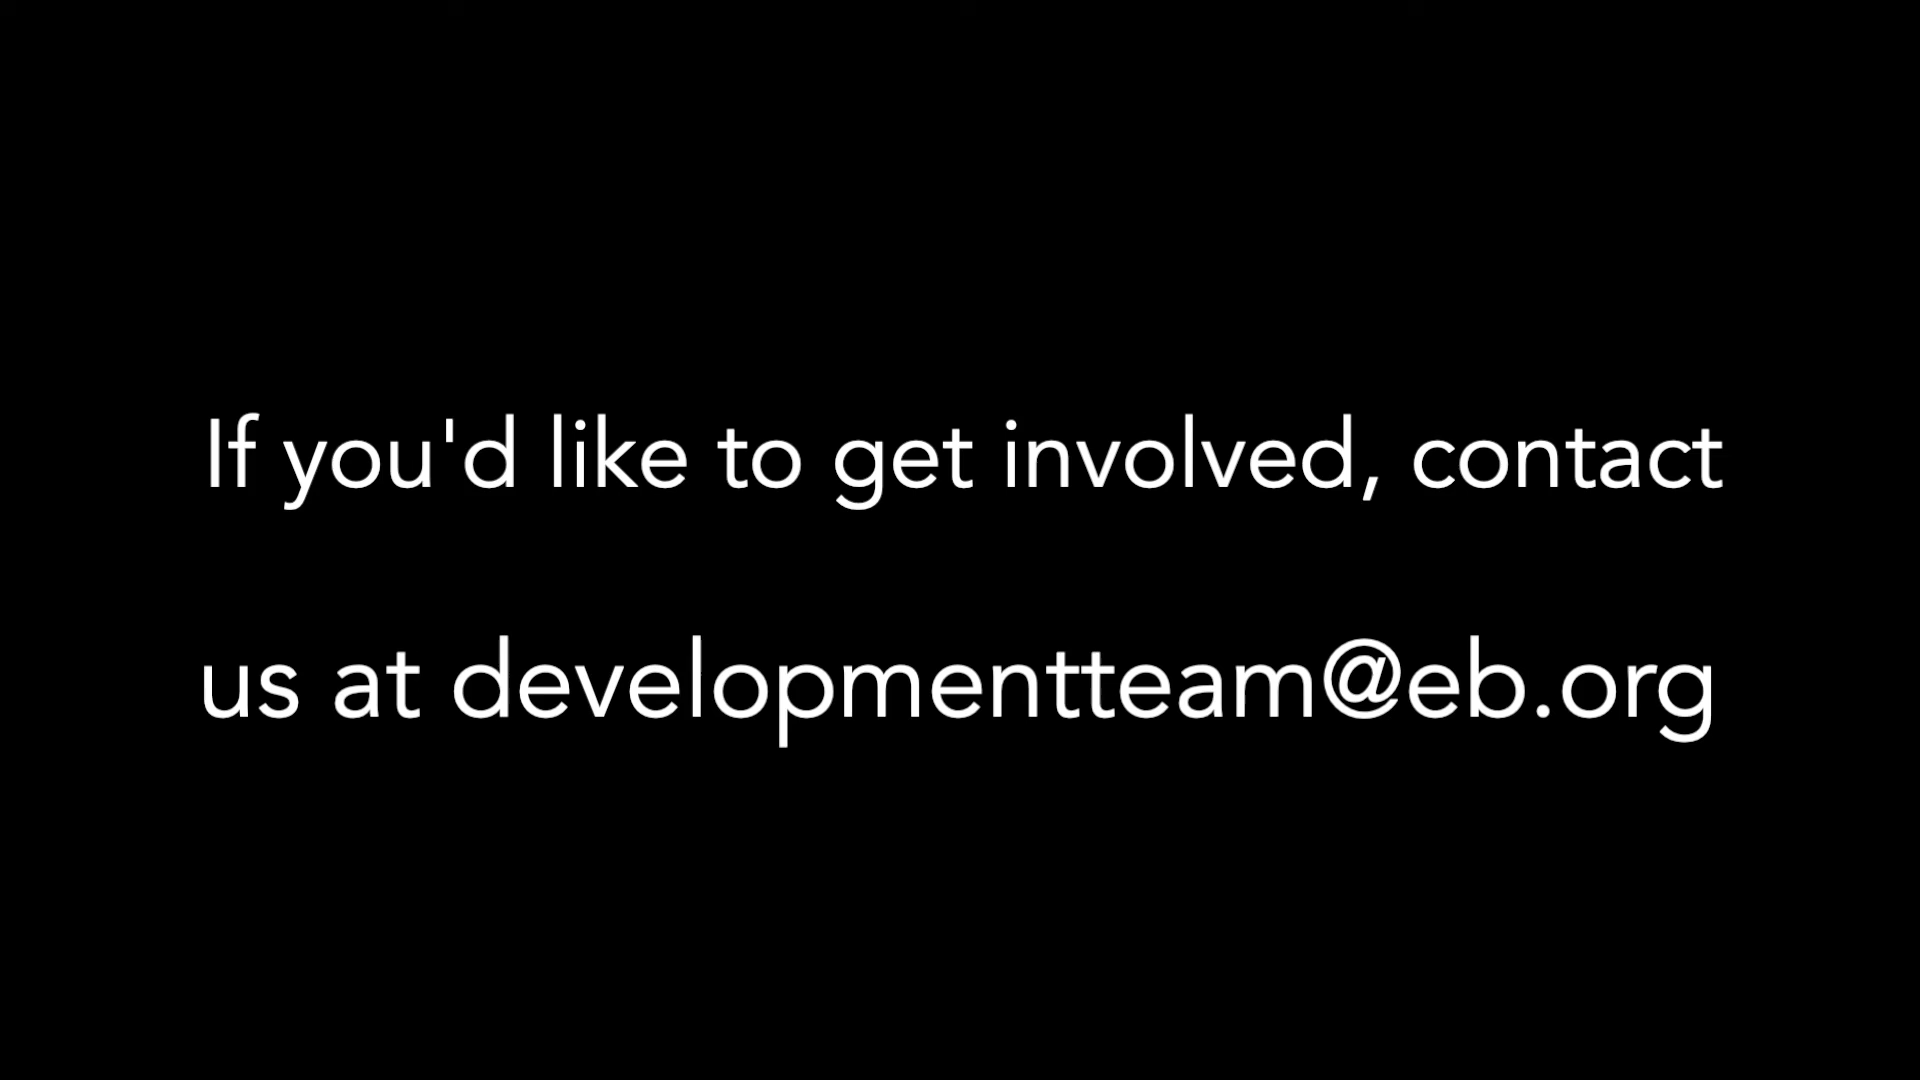 If you'd like to get involved, contact
us at developmentteam@eb.org